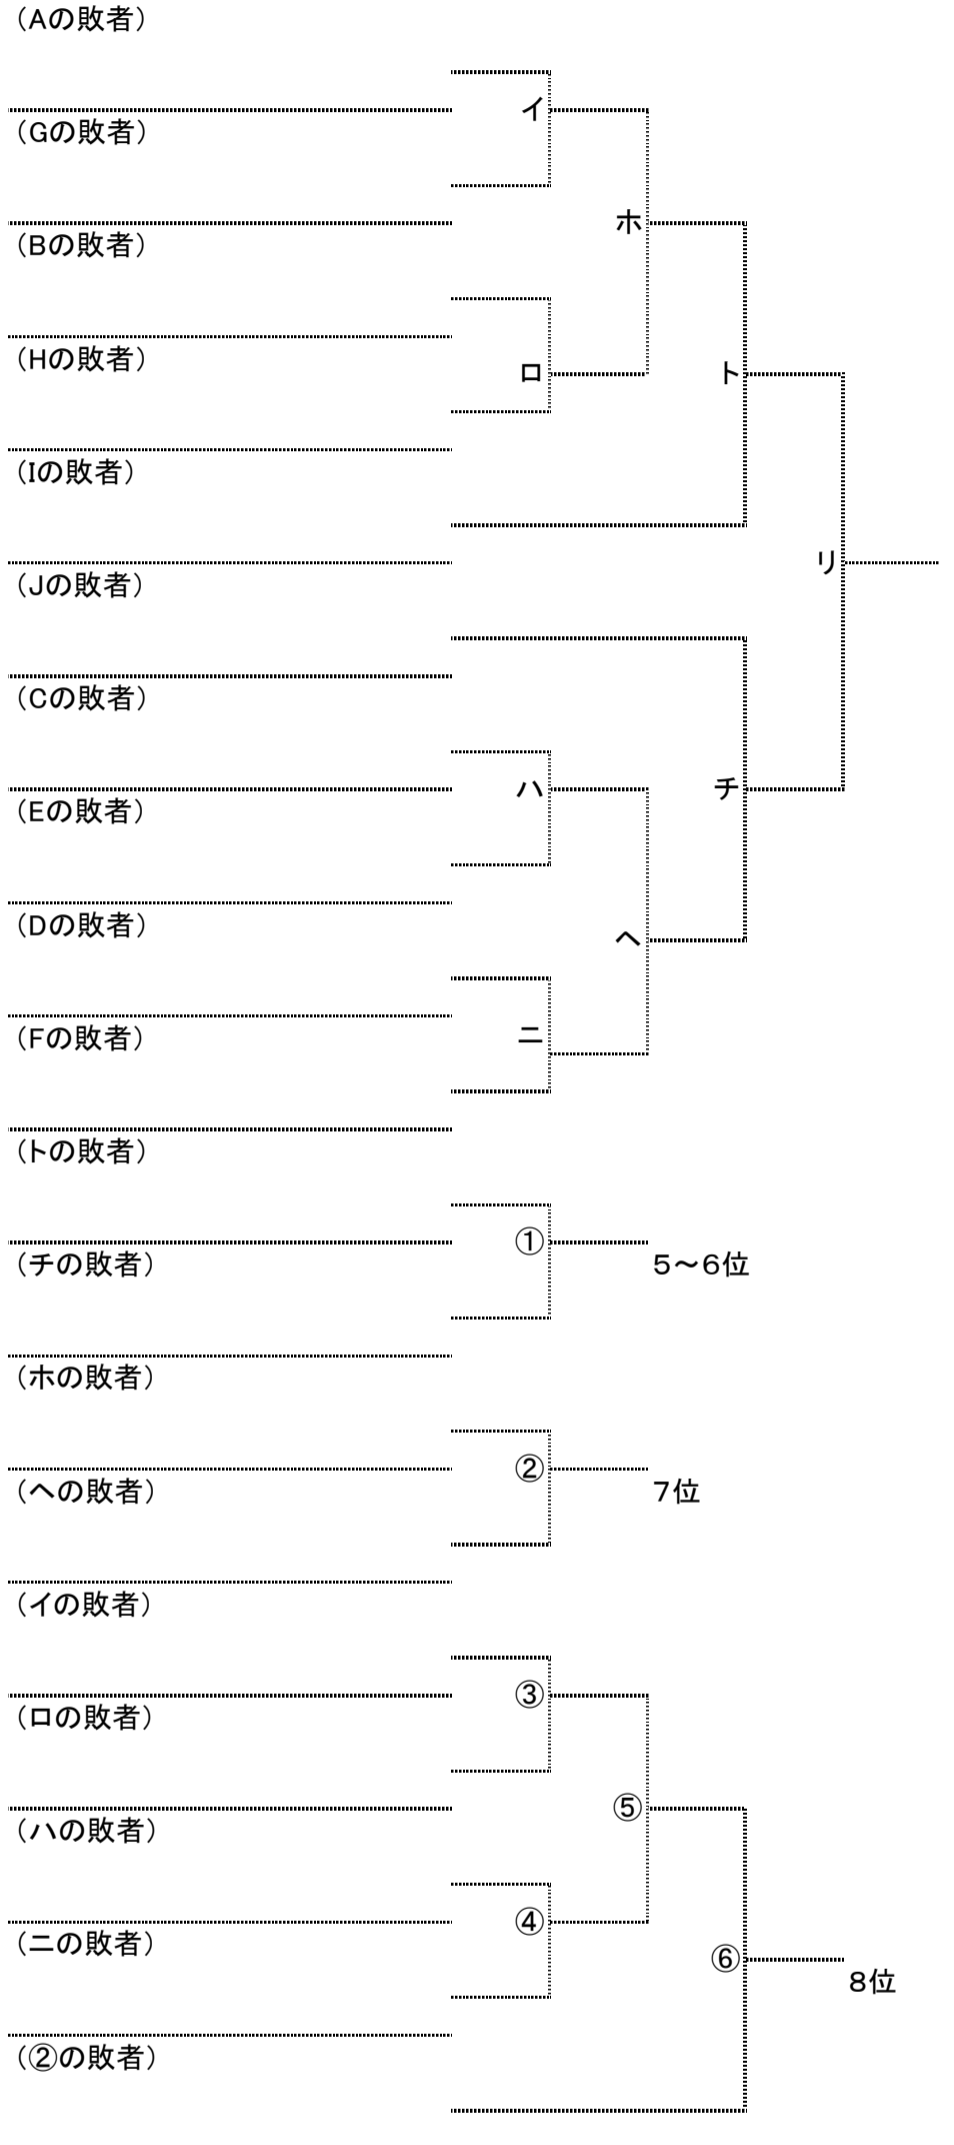 （Aの敗者）
イ
（Gの敗者）
ホ
（Bの敗者）
（Hの敗者）
ロ
ト
（Iの敗者）
リ
（Jの敗者）
（Cの敗者）
ハ
チ
（Eの敗者）
（Dの敗者）
ヘ
（Fの敗者）
ニ
（トの敗者）
①
（チの敗者）
5～6位
（ホの敗者）
②
（ヘの敗者）
7位
（イの敗者）
③
（ロの敗者）
⑤
（ハの敗者）
④
（ニの敗者）
⑥
8位
（②の敗者）